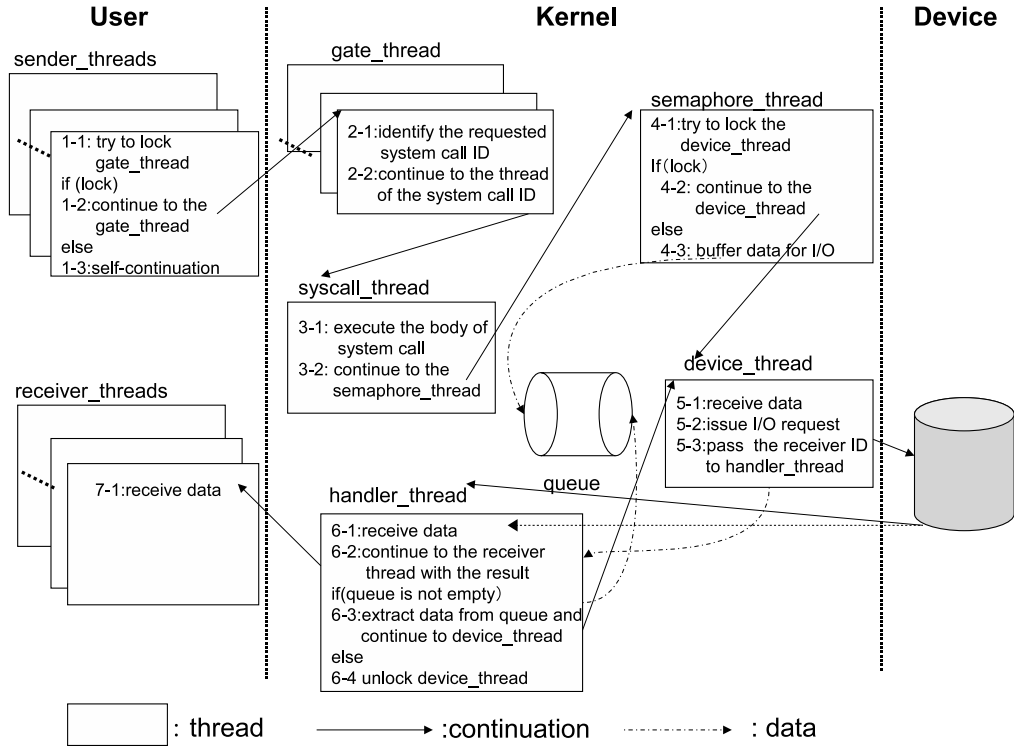 User
Kernel
Device
sender_threads
1-1: try to lock
gate_thread
if (lock)
1-2:continue to the
gate_thread
else
1-3:self-continuation
gate_thread
2-1:identify the requested
system call ID
2-2:continue to the thread
of the system call ID
semaphore_thread
4-1:try to lock the
device_thread
If(lock)
4-2: continue to the
device_thread
else
4-3: buffer data for I/O
syscall_thread
3-1: execute the body of
system call
3-2: continue to the
semaphore_thread
device_thread
5-1:receive data
5-2:issue I/O request
5-3:pass the receiver ID
to handler_thread
receiver_threads
7-1:receive data
queue
handler_thread
6-1:receive data
6-2:continue to the receiver
thread with the result
if(queue is not empty)
6-3:extract data from queue and
continue to device_thread
else
6-4 unlock device_thread
: thread
:continuation
: data